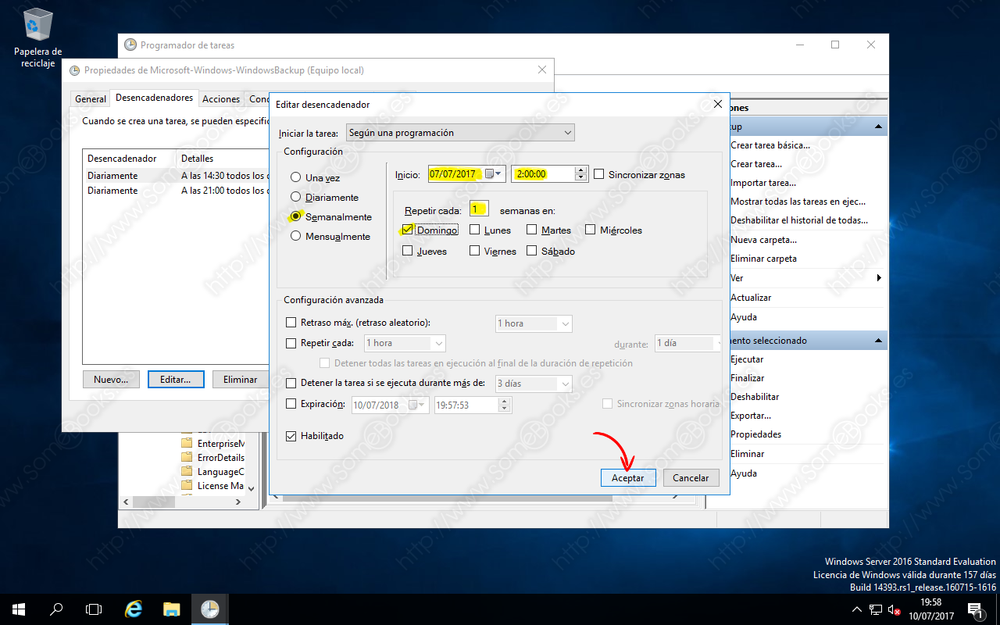 Papelera de
reciclaje
Programador de tareas
Propiedades de Microsoft-Windows-WindowsBackup (Equipo local)
General
Desencadenadores
Acciones
Cuando se crea una tarea, se pueden
Desencadenador
Detalles
Diariamente
A las 14:30 todos los
Diariamente
A las 21:00 todos los
Nuevo...
Editar...
Eliminar
Editar desencadenador
Iniciar la tarea:
Según una programación
Configuración
Una vez
Diariamente
Semanalmente
Mensualmente
Inicio:
07/07/2017
2:00:00
Sincronizar zonas
Repetir cada:
1
semanas en:
Domingo
Lunes
Martes
Miércoles
Jueves
Viernes
Sábado
Configuración avanzada
Retraso máx. (retraso aleatorio):
1 hora
Repetir cada:
1 hora
durante:
1 día
Detener todas las tareas en ejecución al final de la duración de repetición
Detener la tarea si se ejecuta durante más de:
3 días
Expiración:
10/07/2018
19:57:53
Sincronizar zonas horaria
Habilitado
Aceptar
Cancelar
Crear tarea básica...
Crear tarea...
Importar tarea...
Mostrar todas las tareas en ejec...
Deshabilitar el historial de todas...
Nueva carpeta...
Eliminar carpeta
Ver
Actualizar
Ayuda
seleccionado
Ejecutar
Finalizar
Deshabilitar
Exportar...
Propiedades
Eliminar
Ayuda
EnterpriseM
ErrorDetails
LanguageC
License Ma
http://www.SomeBooks.es
Windows Server 2016 Standard Evaluation
Licencia de Windows válida durante 157 días
Build 14393.rs1_release.160715-1616
19:58
10/07/2017
1